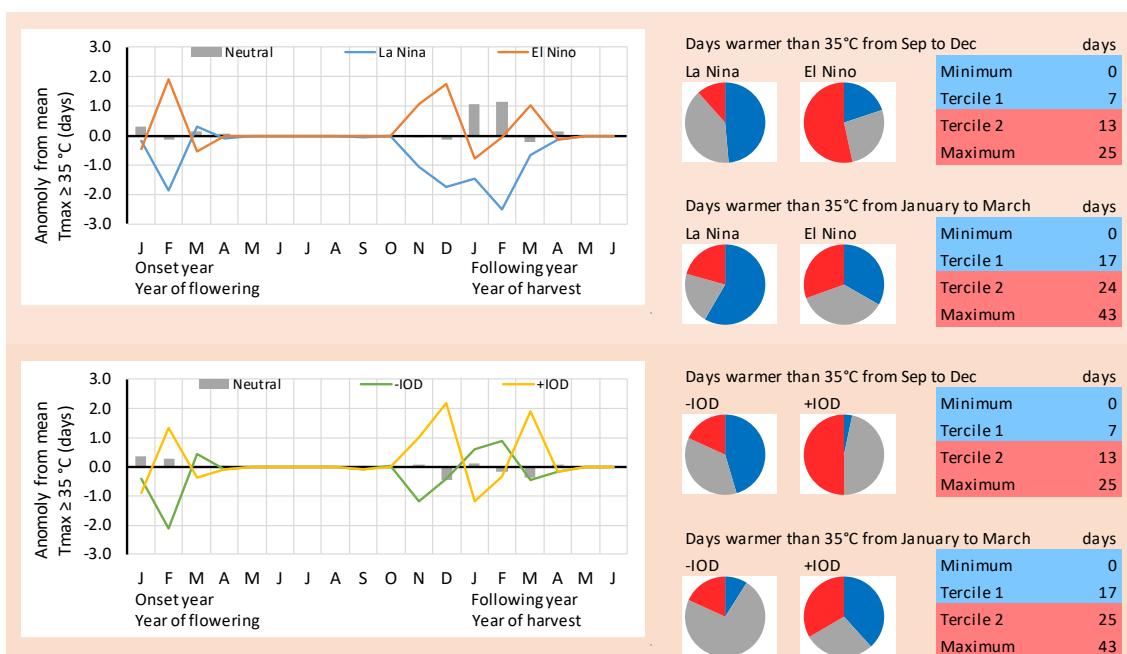 3.0
2.0
1.0
0.0
-1.0
-2.0
-3.0
Anomoly from mean
Tmax ≥ 35 °C (days)
Neutral La Nina El Nino
J F M A M J J A S O N D J F M A M J
Onset year Following year
Year of flowering Year of harvest
Days warmer than 35°C from Sep to Dec days
La Nina El Nino
Minimum 0
Tercile 1 7
Tercile 2 13
Maximum 25
Days warmer than 35°C from January to March days
La Nina El Nino
Minimum 0
Tercile 1 17
Tercile 2 24
Maximum 43
3.0
2.0
1.0
0.0
-1.0
-2.0
-3.0
Anomoly from mean
Tmax ≥ 35 °C (days)
Neutral -IOD +IOD
J F M A M J J A S O N D J F M A M J
Onset year Following year
Year of flowering Year of harvest
Days warmer than 35°C from Sep to Dec days
-IOD +IOD
Minimum 0
Tercile 1 7
Tercile 2 13
Maximum 25
Days warmer than 35°C from January to March days
-IOD +IOD
Minimum 0
Tercile 1 17
Tercile 2 25
Maximum 43